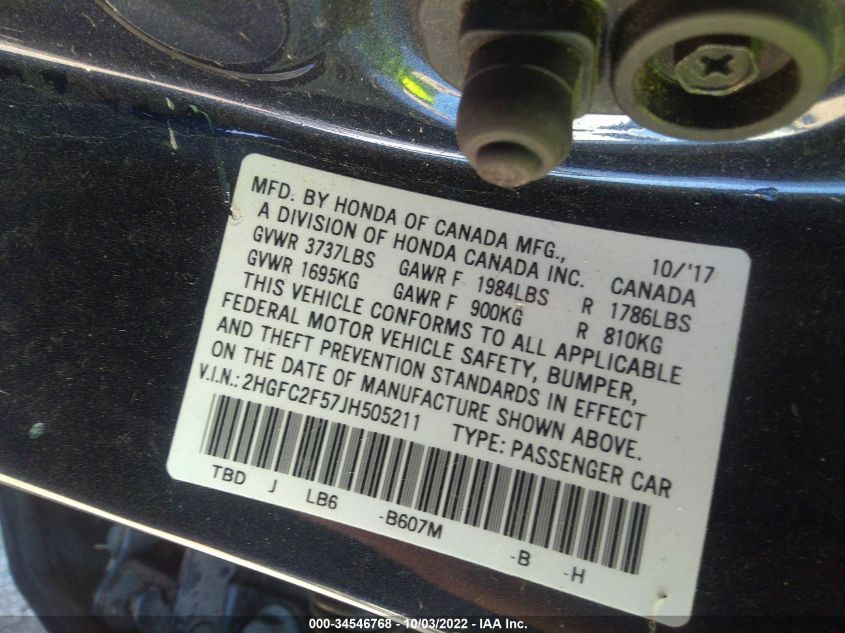 MFD. BY HONDA OF CANADA MFG., 10/'17
A DIVISION OF HONDA CANADA INC. CANADA
GVWR 3737LBS GAWR F 1984LBS R 1786LBS
GVWR 1695KG GAWR F 900KG R 810KG
THIS VEHICLE CONFORMS TO ALL APPLICABLE
FEDERAL MOTOR VEHICLE SAFETY, BUMPER,
AND THEFT PREVENTION STANDARDS IN EFFECT
ON THE DATE OF MANUFACTURE SHOWN ABOVE.
V.I.N.: 2HGFC2F57JH505211 TYPE: PASSENGER CAR
TBD J LB6 -B607M -B -H
000-34546768 - 10/03/2022 - IAA Inc.